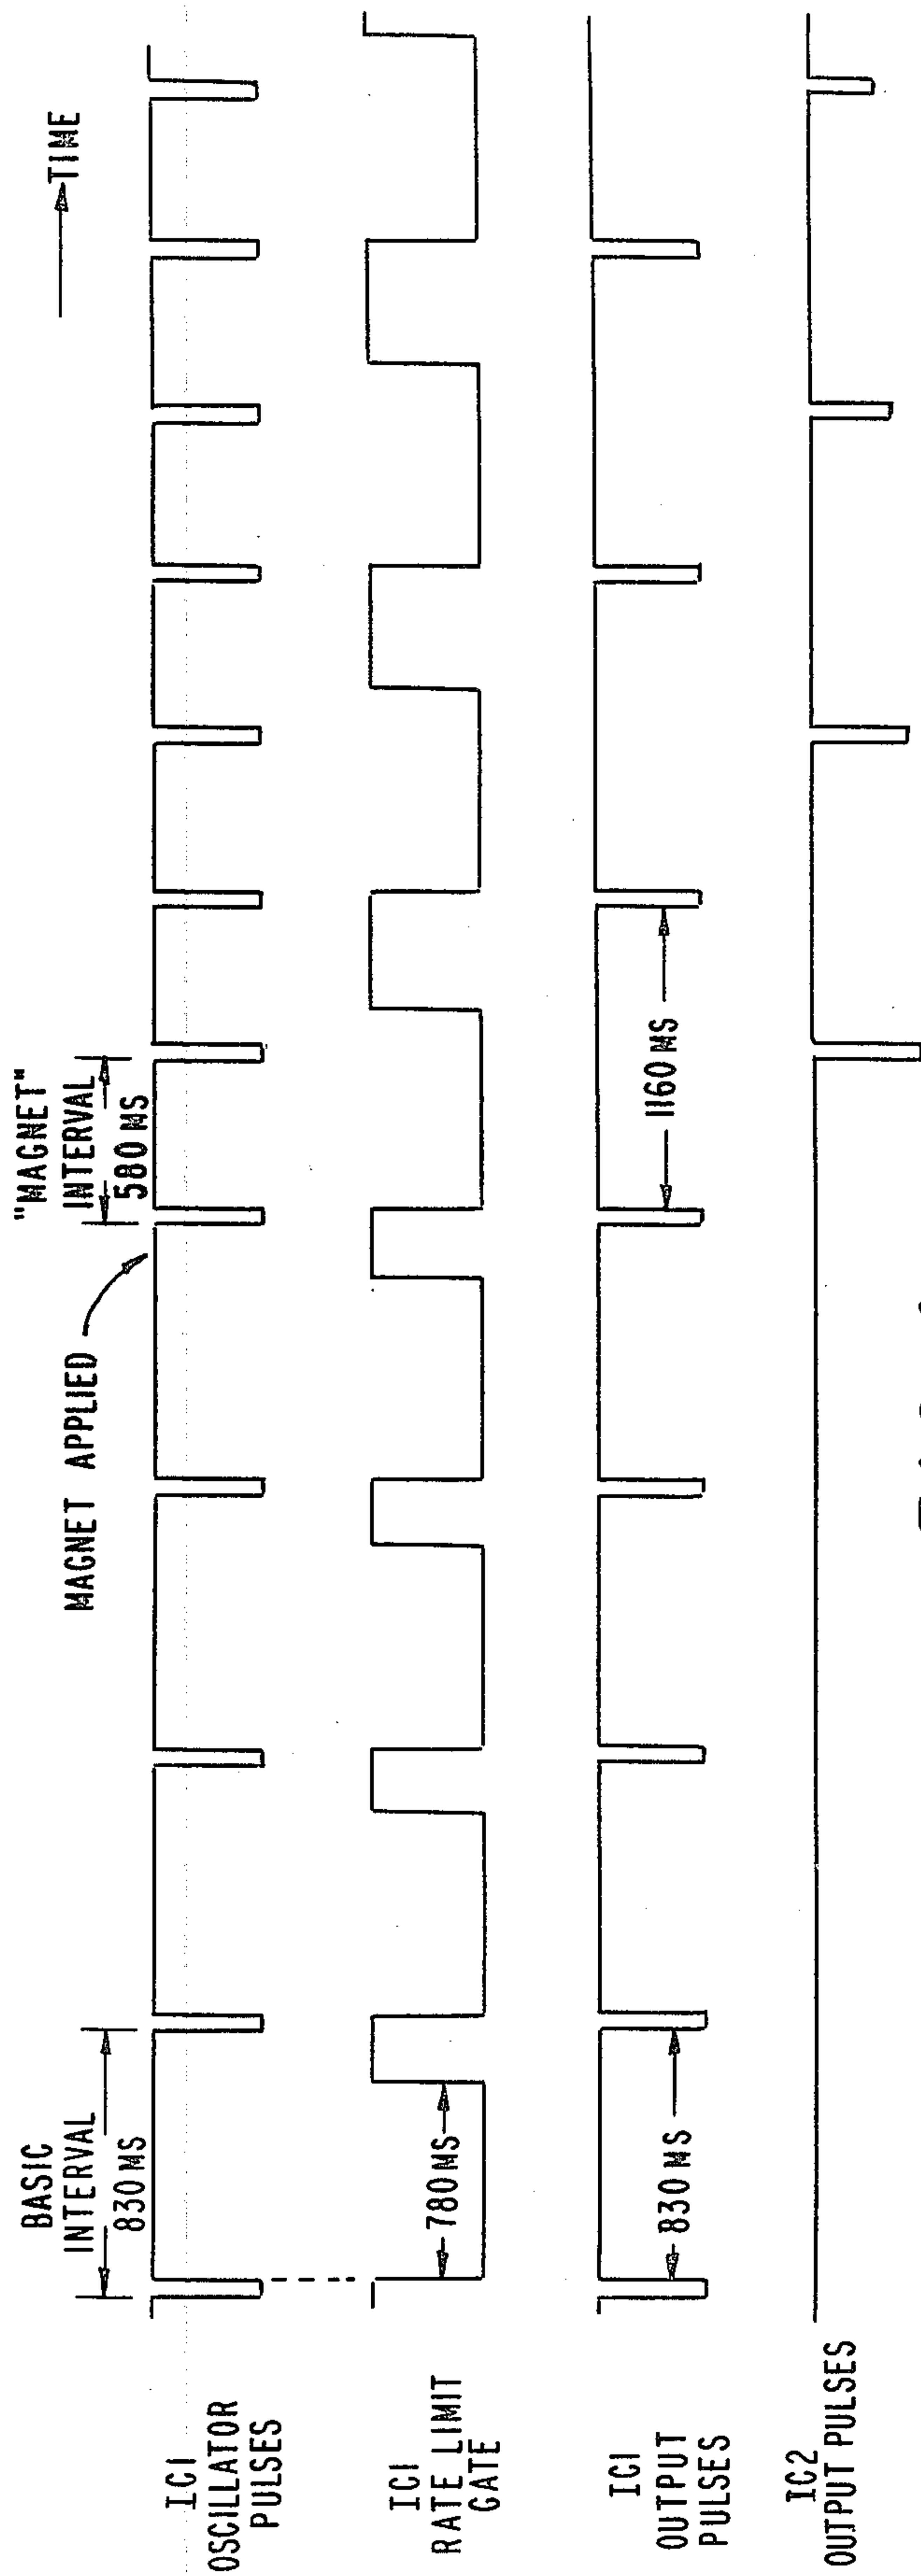 IC1
OSCILLATOR
PULSES
BASIC
INTERVAL
830 MS
MAGNET APPLIED
"MAGNET"
INTERVAL
580 MS
TIME
IC1
RATE LIMIT
GATE
780 MS
IC1
OUTPUT
PULSES
830 MS
1160 MS
IC2
OUTPUT PULSES